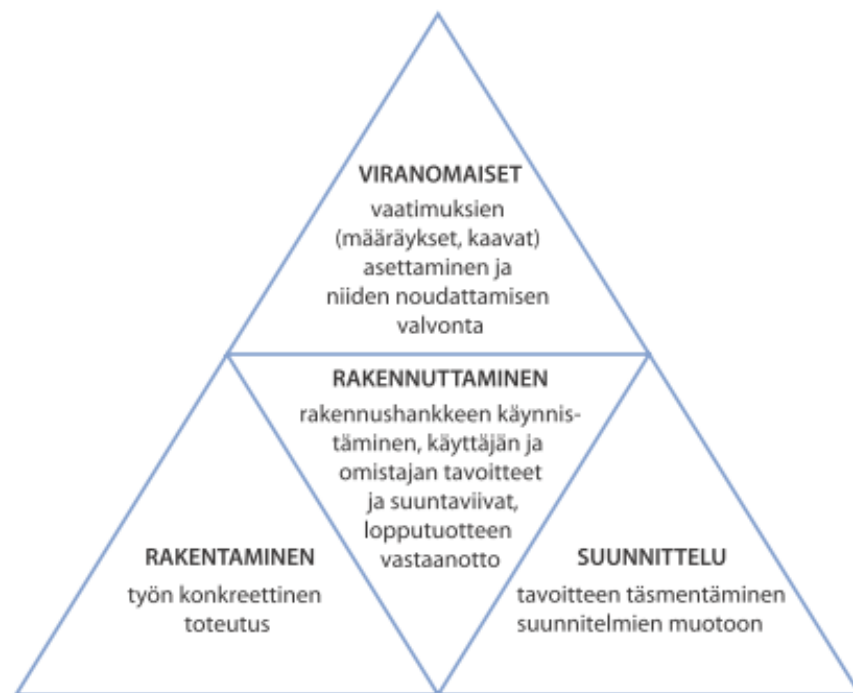 VIRANOMAISET
vaatimuksien
(määräykset, kaavat)
asettaminen ja
niiden noudattamisen
valvonta
RAKENNUTTAMINEN
rakennushankkeen käynnis-
täminen, käyttäjän ja
omistajan tavoitteet
ja suuntaviivat,
lopputuotteen
vastaanotto
RAKENTAMINEN
työn konkreettinen
toteutus
SUUNNITTELU
tavoitteen täsmentäminen
suunnitelmien muotoon